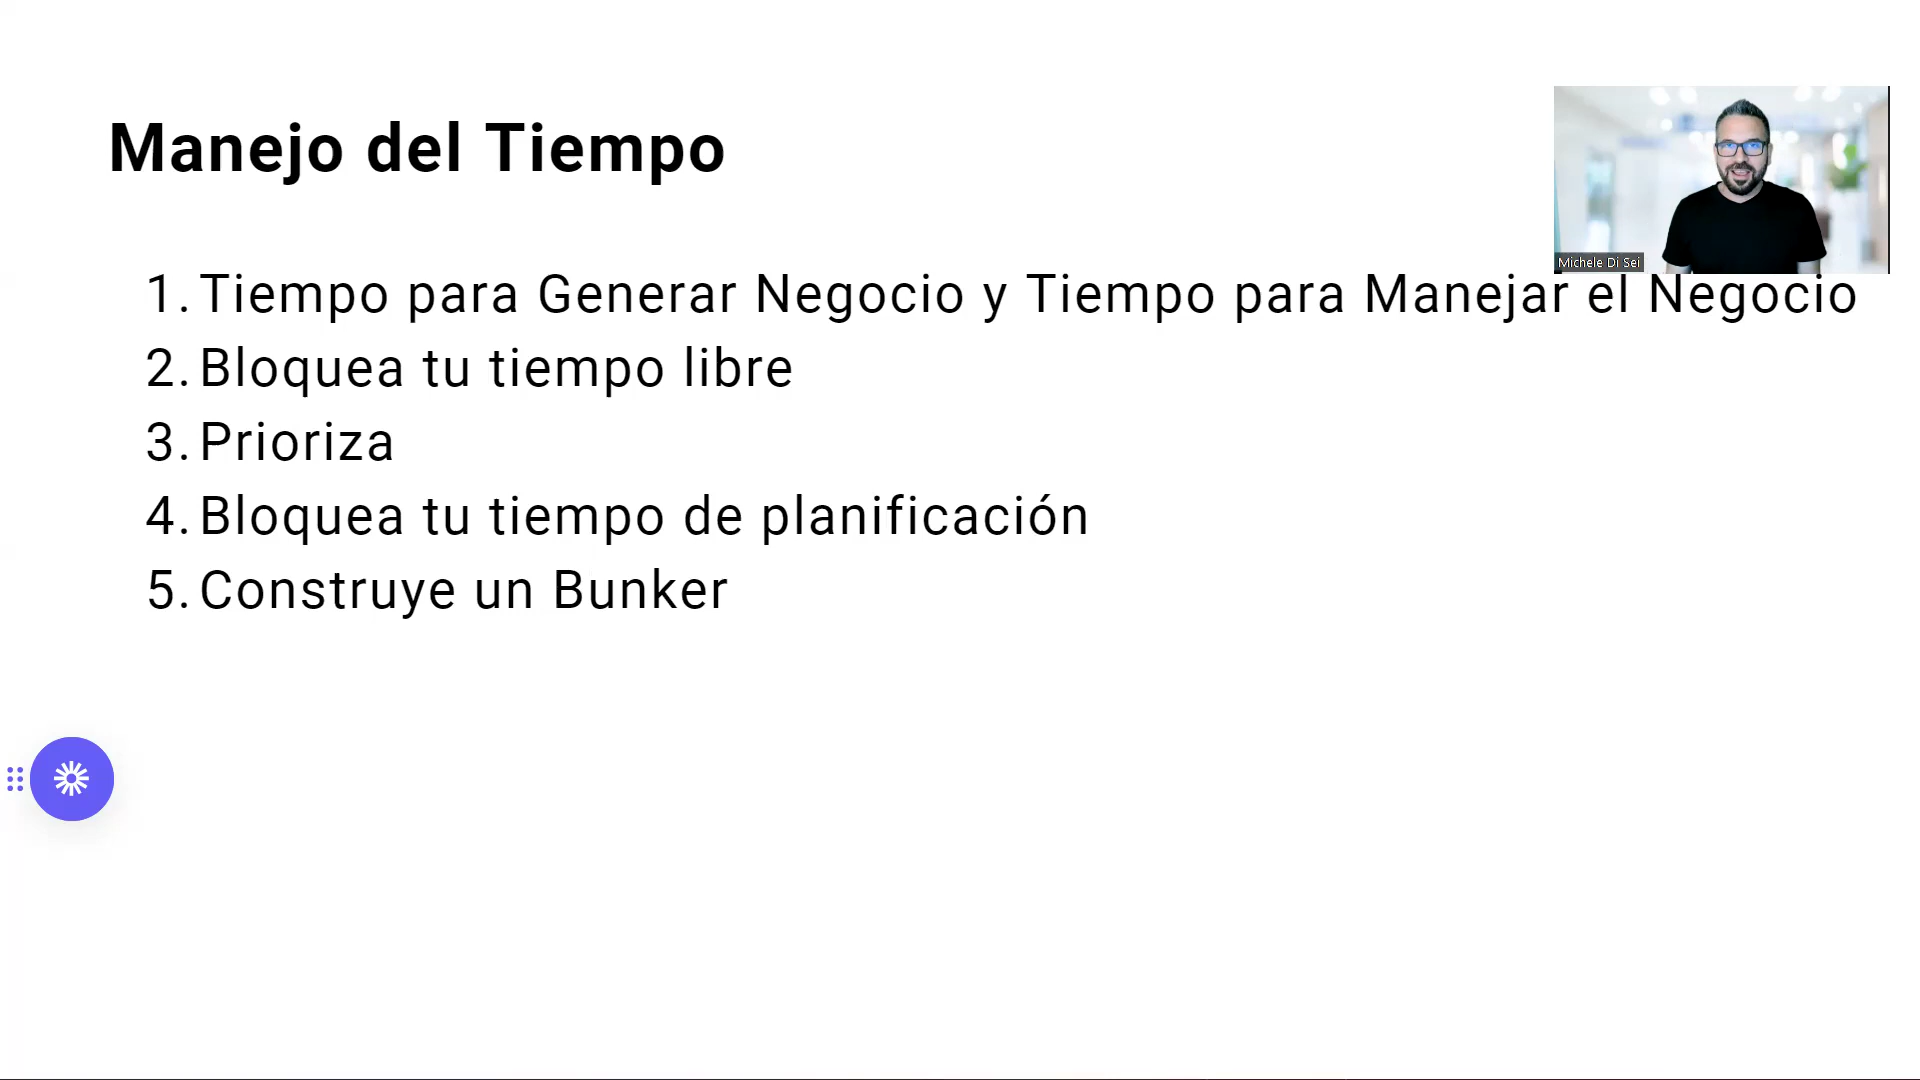 Manejo del Tiempo
Michele Di Sei
1. Tiempo para Generar Negocio y Tiempo para Manejar el Negocio
2. Bloquea tu tiempo libre
3. Prioriza
4. Bloquea tu tiempo de planificación
5. Construye un Bunker